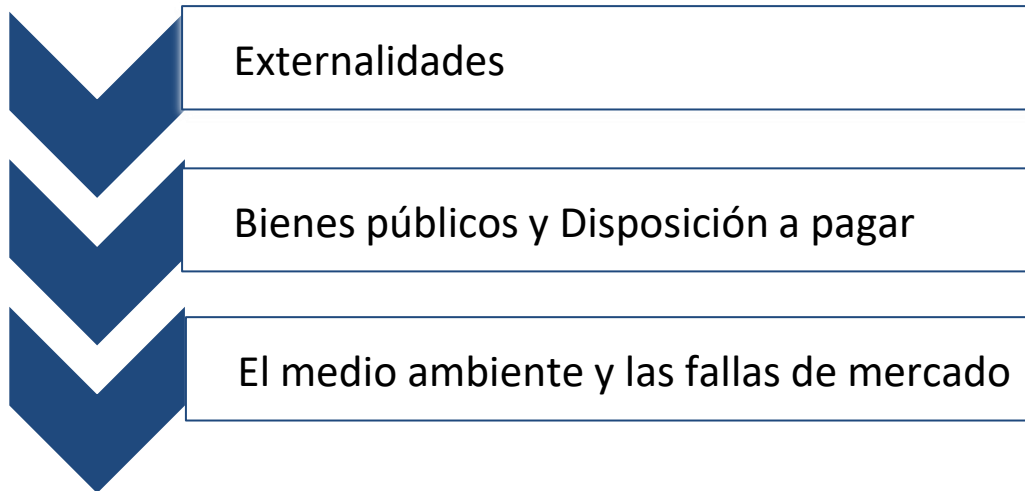 Externalidades
Bienes públicos y Disposición a pagar
El medio ambiente y las fallas de mercado